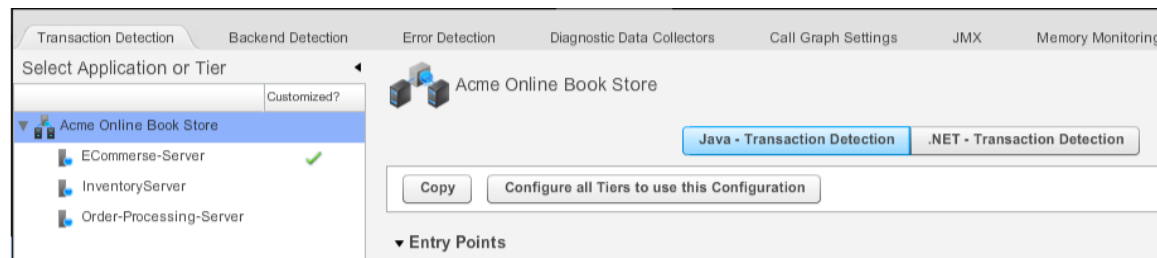 Transaction Detection Backend Detection Error Detection Diagnostic Data Collectors Call Graph Settings JMX Memory Monitoring
Select Application or Tier
Customized?
Acme Online Book Store
ECommerse-Server
InventoryServer
Order-Processing-Server
Acme Online Book Store
Java - Transaction Detection .NET - Transaction Detection
Copy Configure all Tiers to use this Configuration
Entry Points